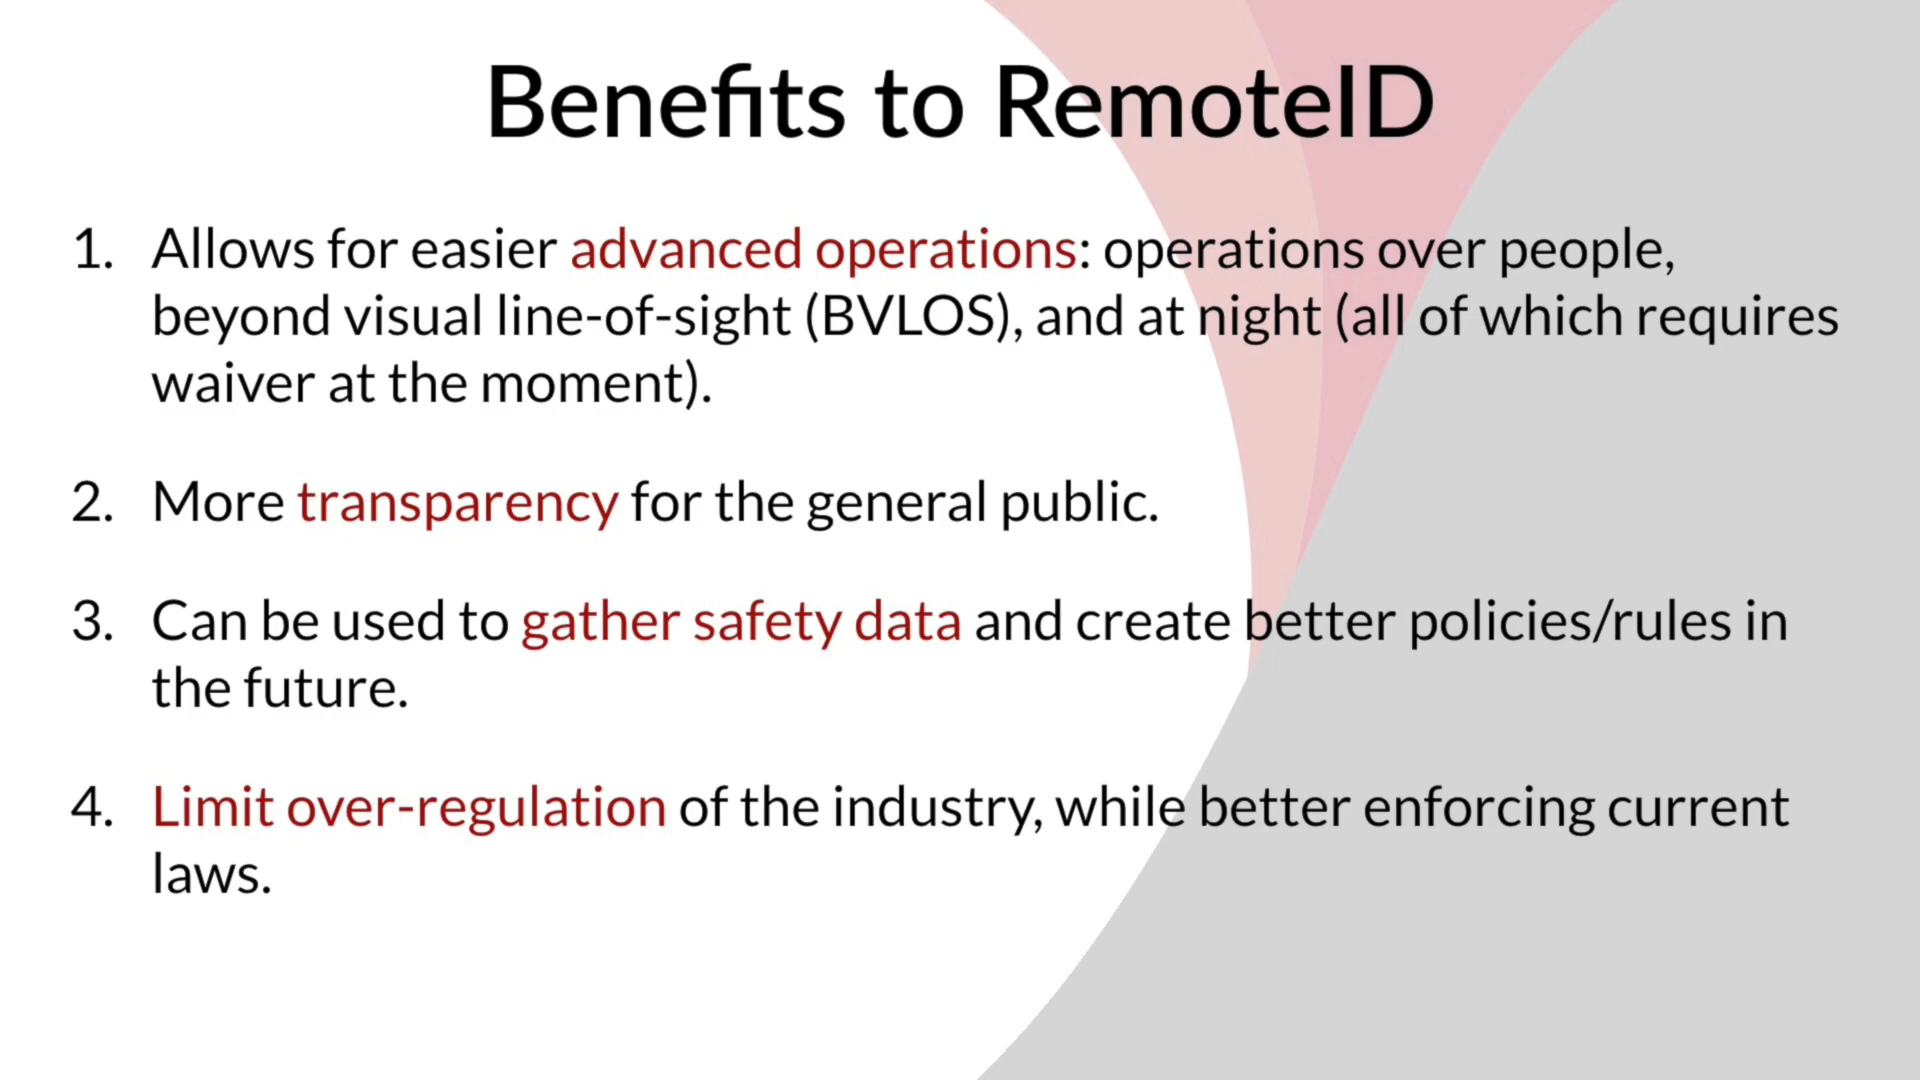 Benefits to RemoteID
1. Allows for easier advanced operations: operations over people,
beyond visual line-of-sight (BVLOS), and at night (all of which requires
waiver at the moment).
2. More transparency for the general public.
3. Can be used to gather safety data and create better policies/rules in
the future.
4. Limit over-regulation of the industry, while better enforcing current
laws.